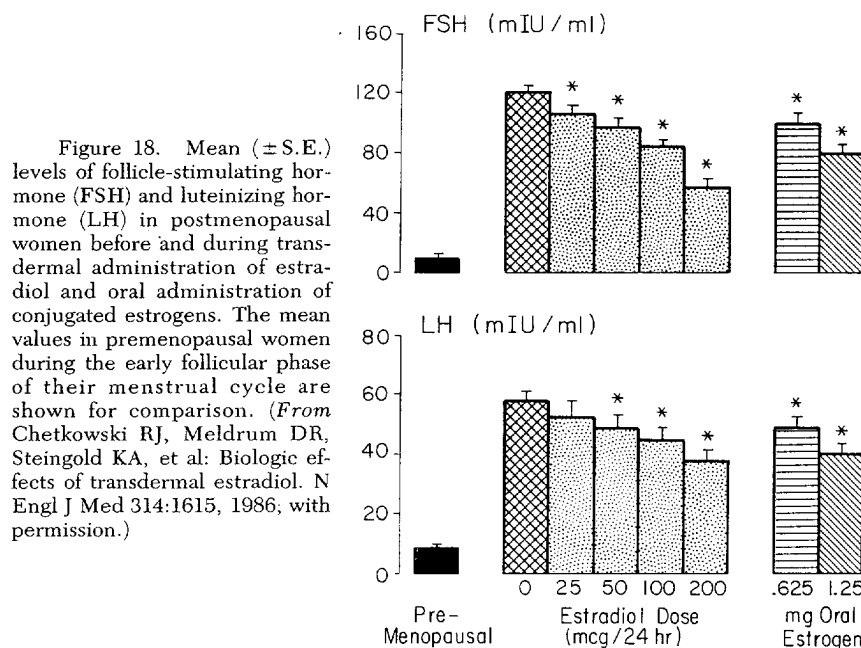 Figure 18. Mean (± S.E.)
levels of follicle-stimulating hor-
mone (FSH) and luteinizing hor-
mone (LH) in postmenopausal
women before and during trans-
dermal administration of estra-
diol and oral administration of
conjugated estrogens. The mean
values in premenopausal women
during the early follicular phase
of their menstrual cycle are
shown for comparison. (From
Chetkowski RJ, Meldrum DR,
Steingold KA, et al: Biologic ef-
fects of transdermal estradiol. N
Engl J Med 314:1615, 1986; with
permission.)
FSH (mIU/ml)
160
120
80
40
0
* * * * * *
LH (mIU/ml)
80
60
40
20
0
* * * * *
0 25 50 100 200 .625 1.25
Pre-
Menopausal
Estradiol Dose
(mcg/24 hr)
mg Oral
Estrogen